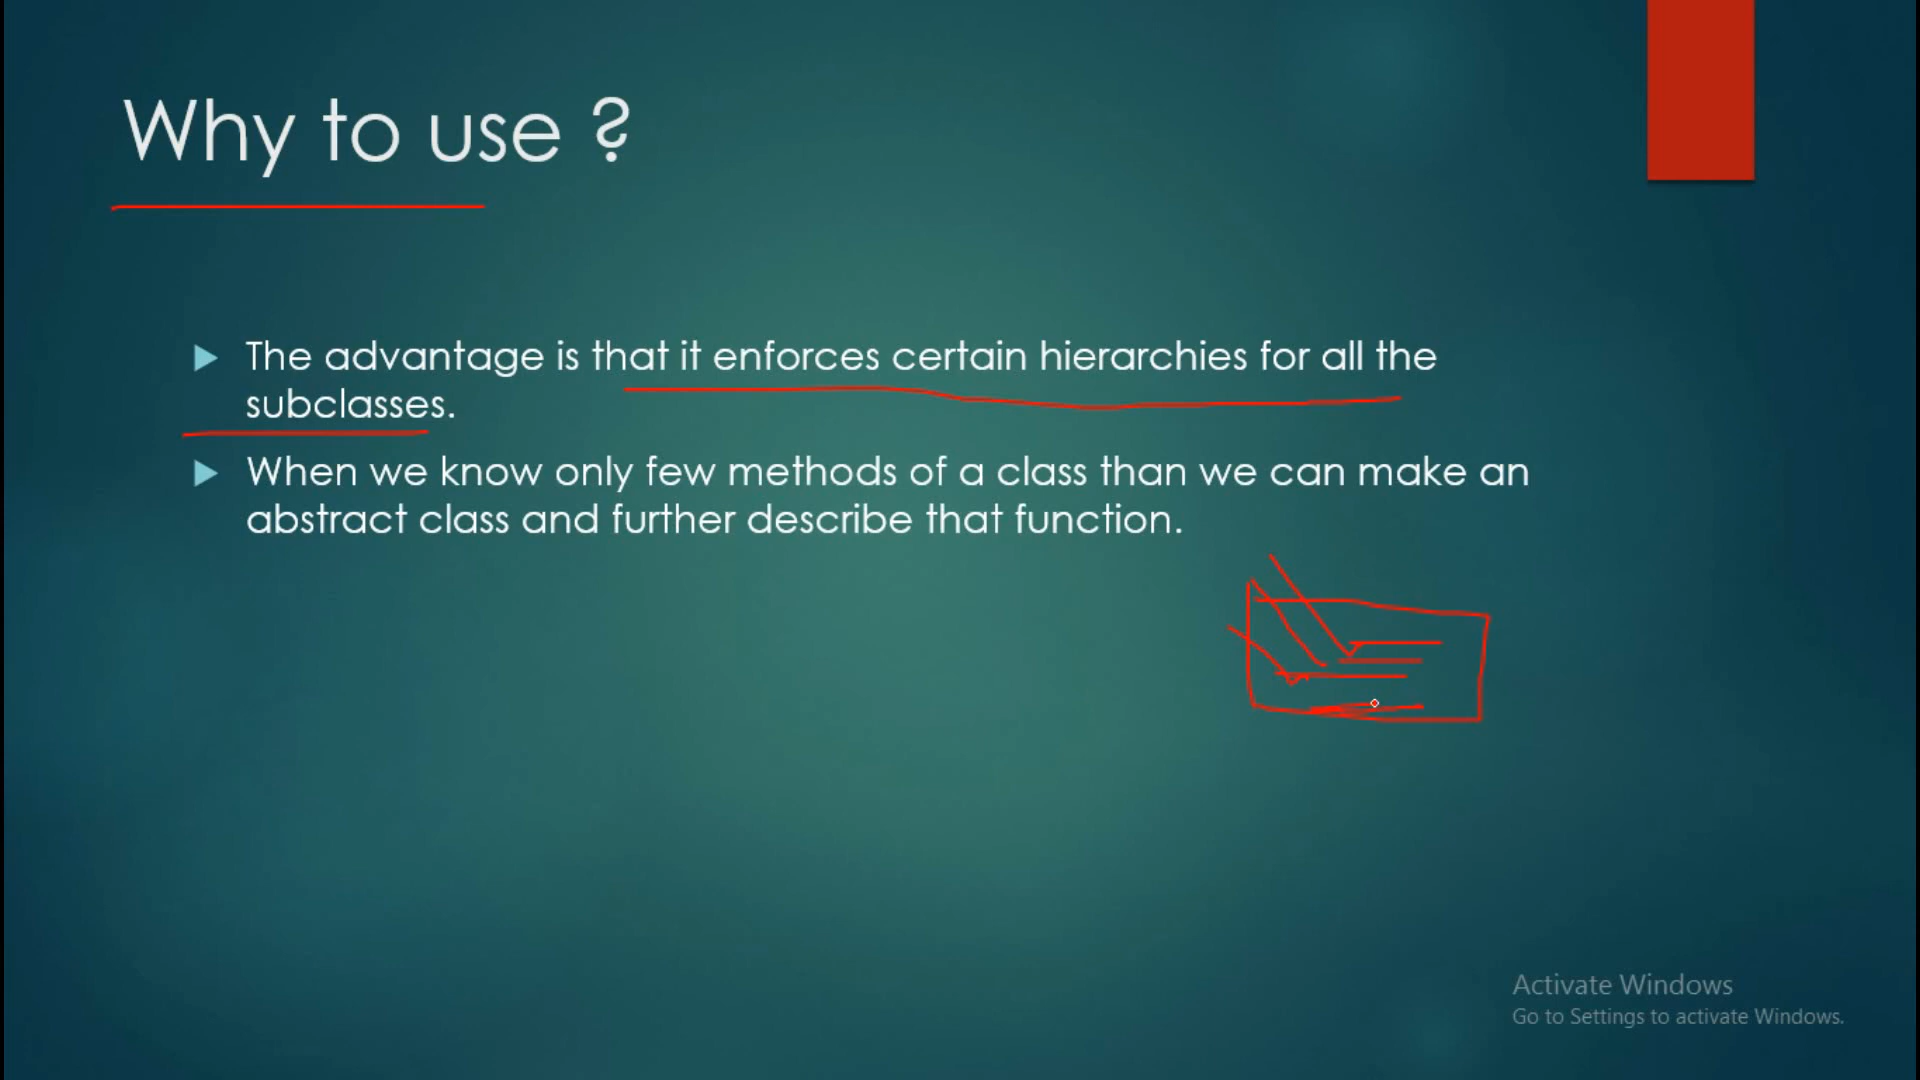 Why to use ?
The advantage is that it enforces certain hierarchies for all the
subclasses.
When we know only few methods of a class than we can make an
abstract class and further describe that function.
Activate Windows
Go to Settings to activate Windows.